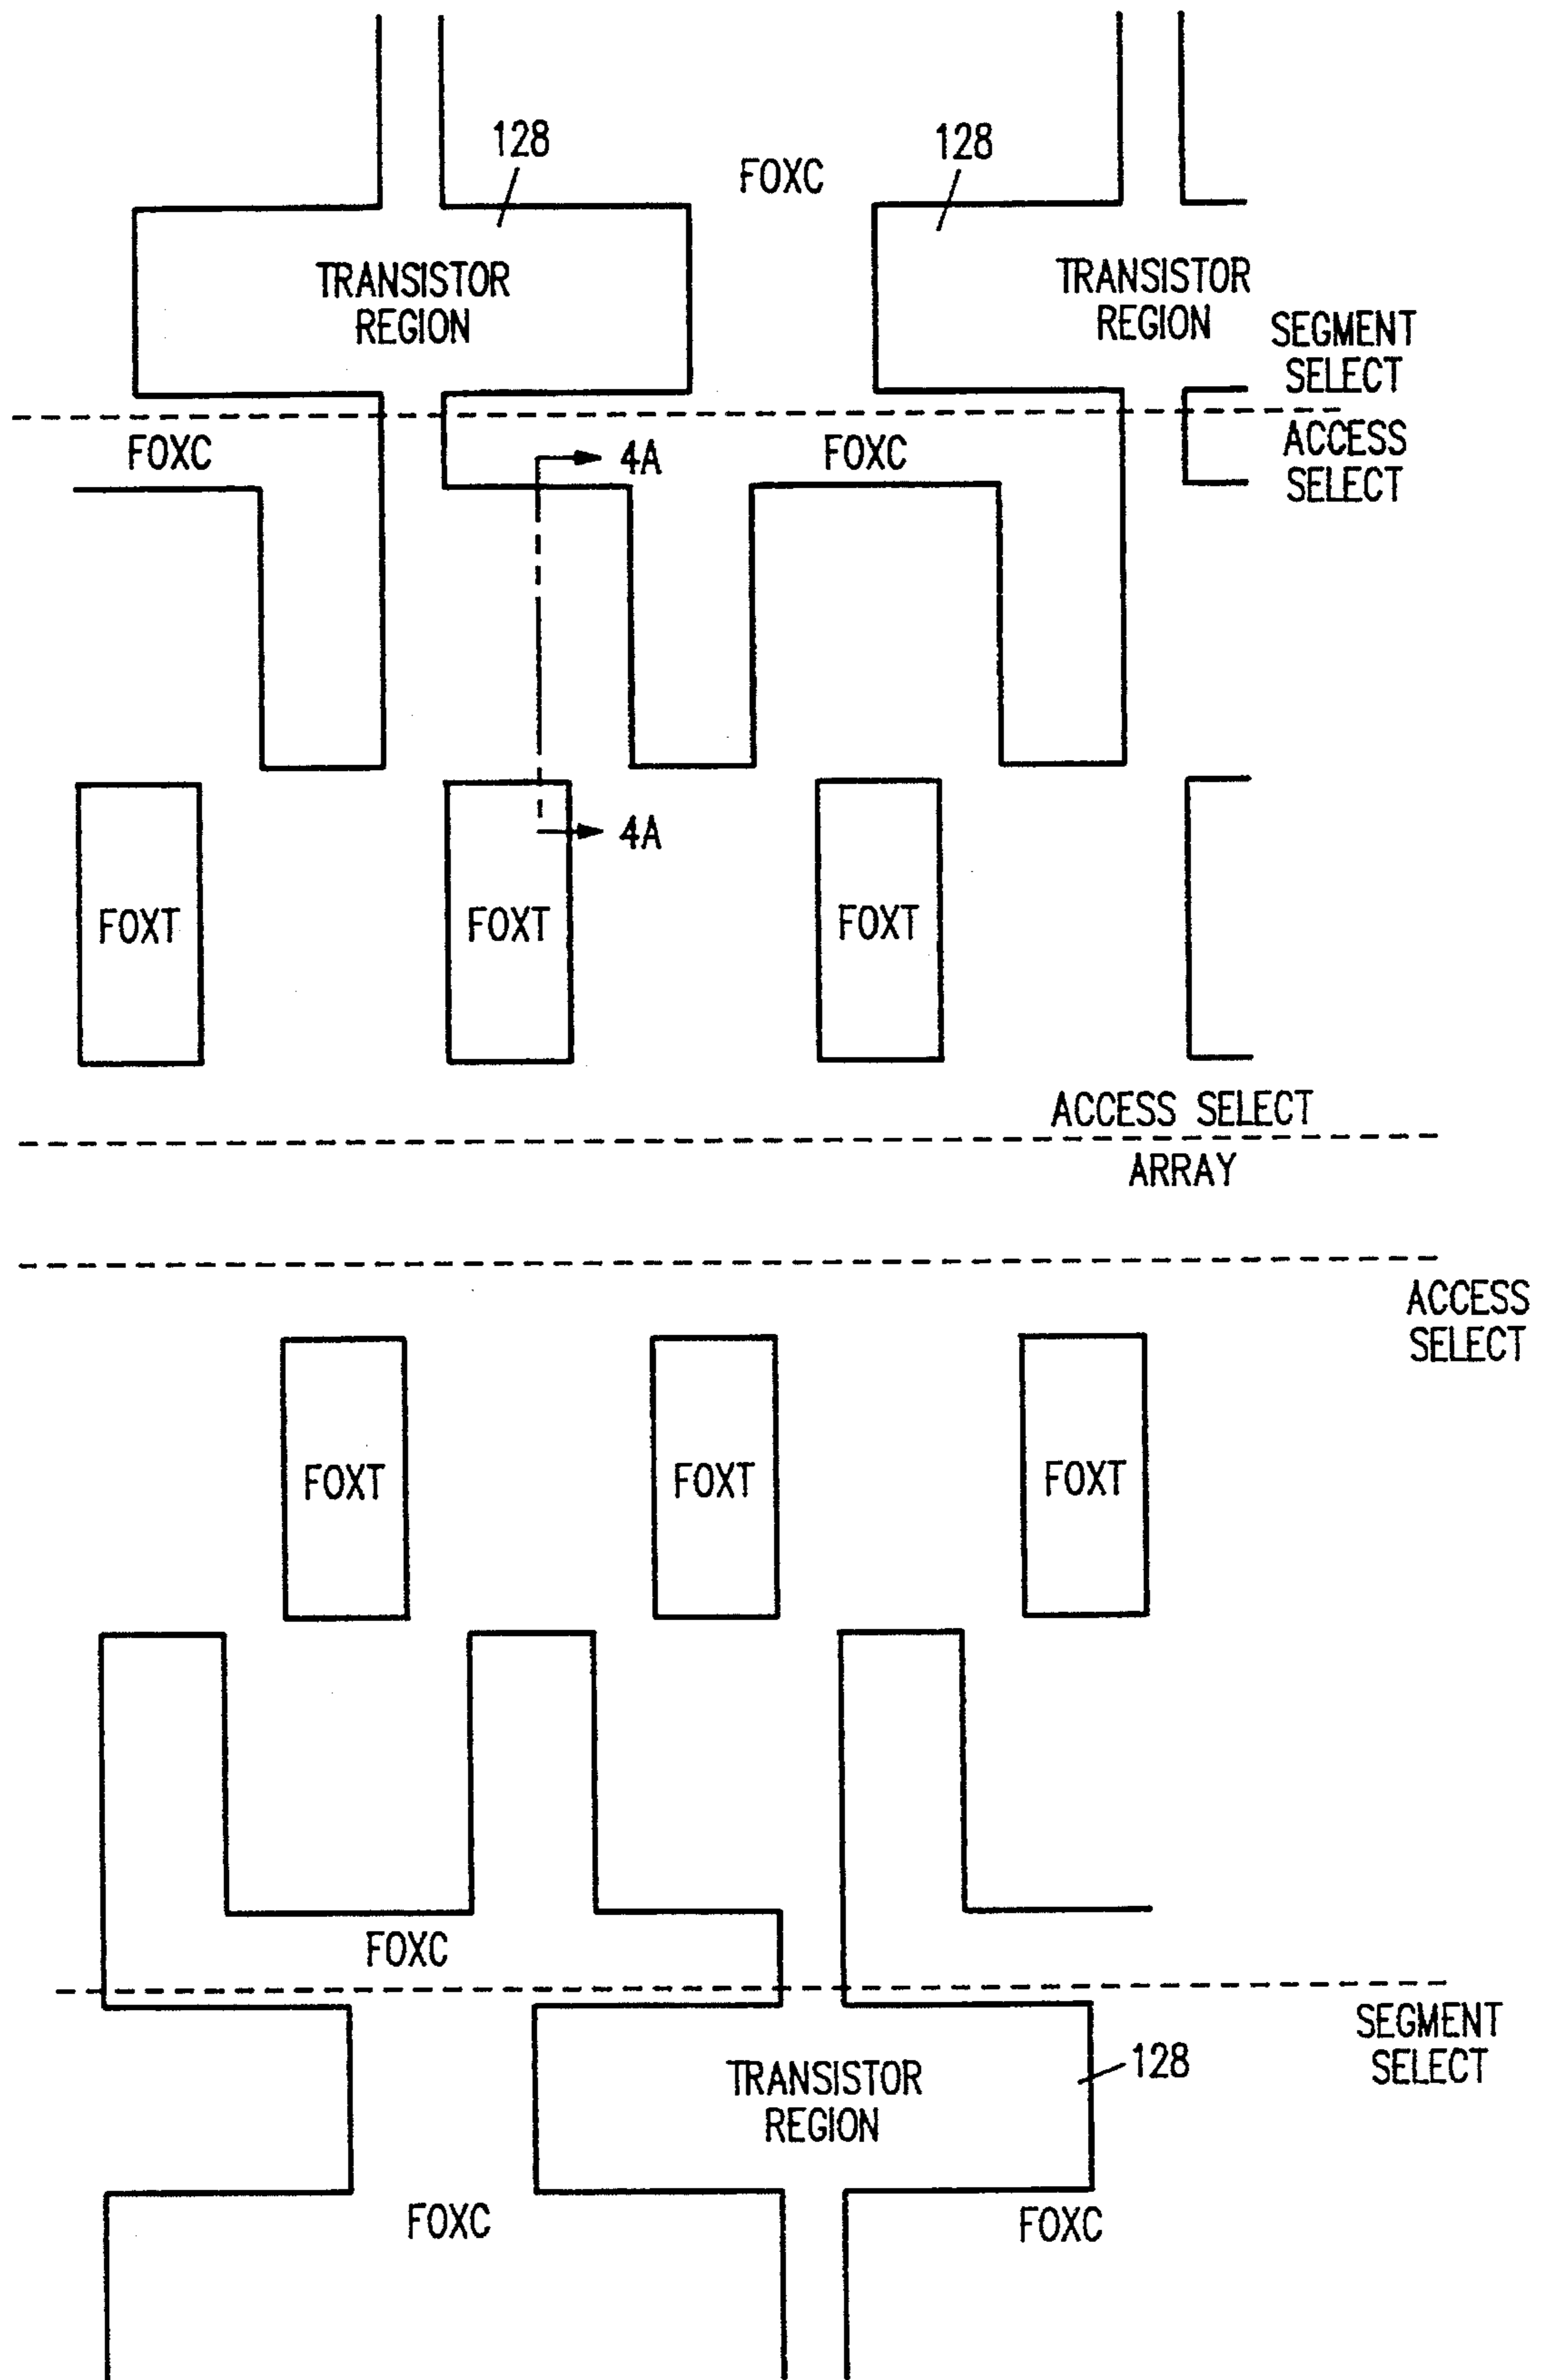 128
128
FOXC
TRANSISTOR
REGION
TRANSISTOR
REGION
SEGMENT
SELECT
FOXC
4A
FOXC
ACCESS
SELECT
4A
FOXT
FOXT
FOXT
ACCESS SELECT
ARRAY
ACCESS
SELECT
FOXT
FOXT
FOXT
FOXC
SEGMENT
SELECT
TRANSISTOR
REGION
128
FOXC
FOXC